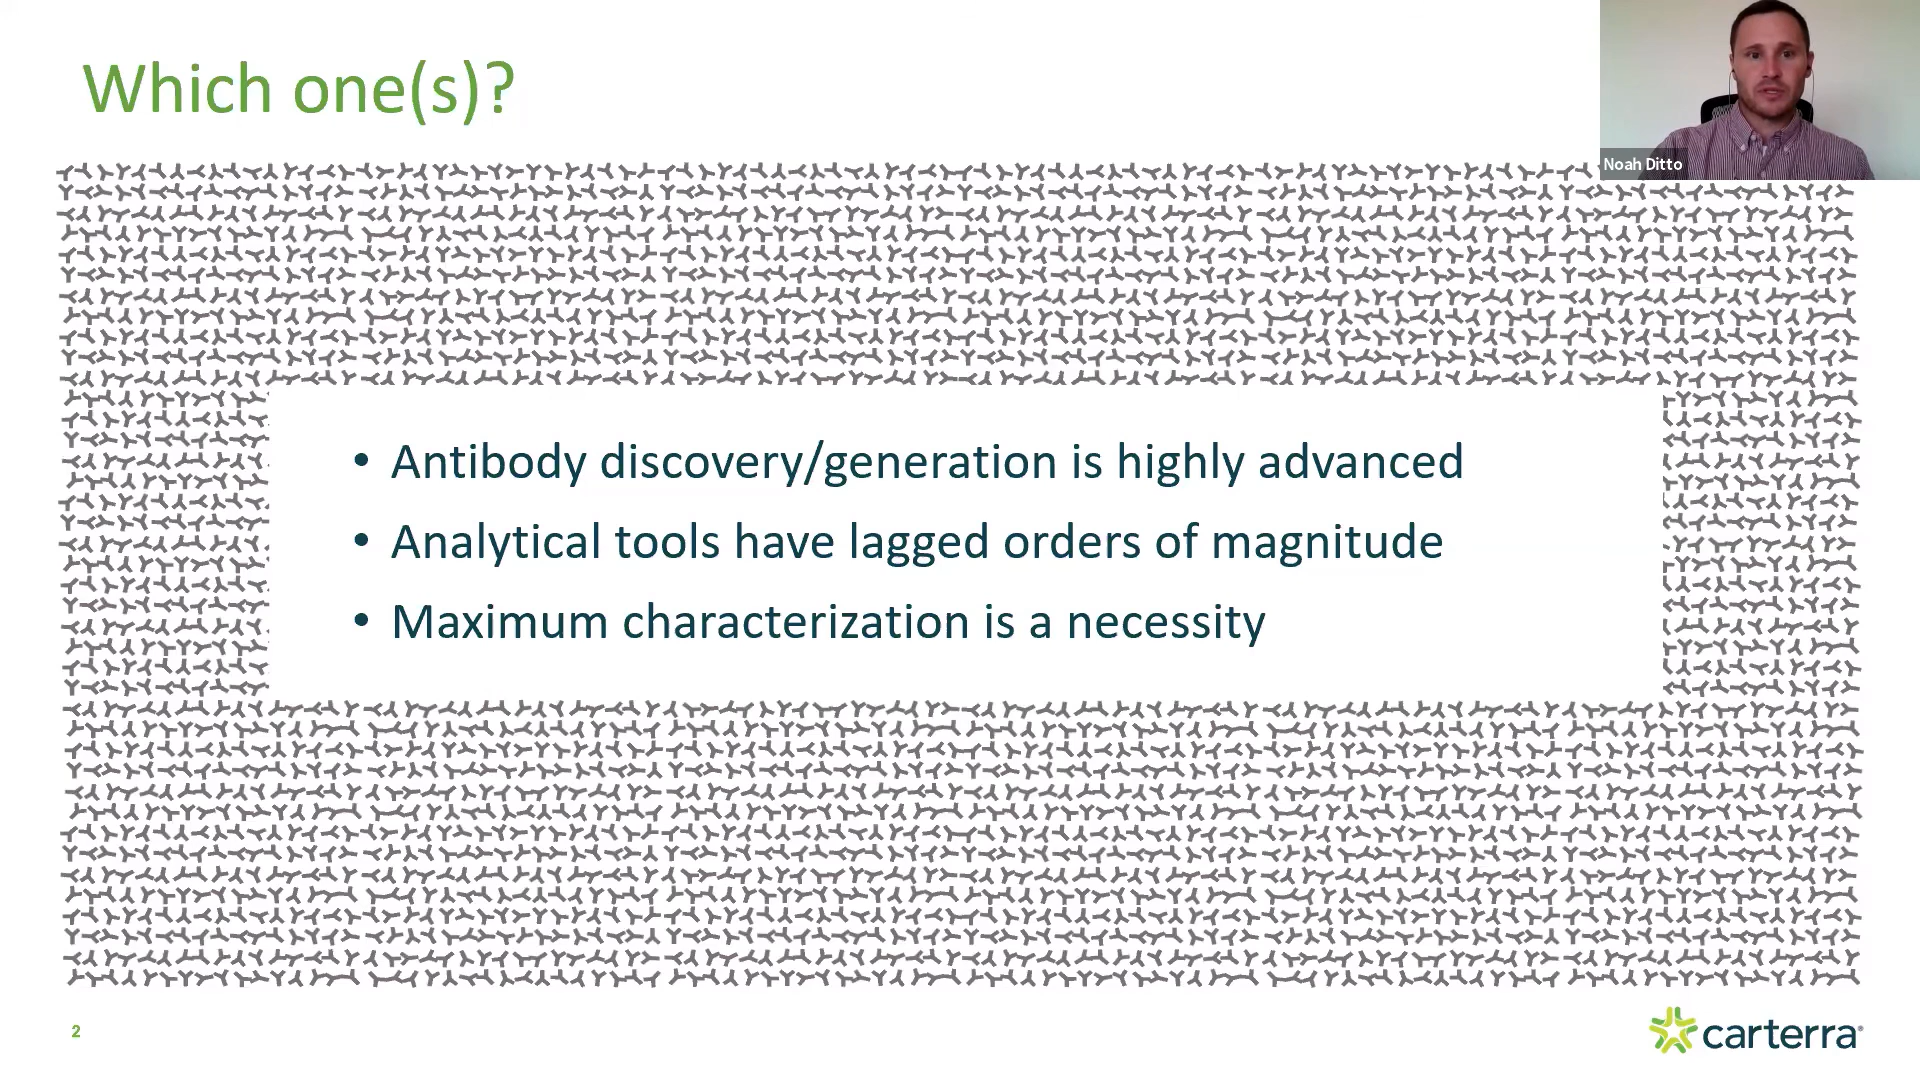 Which one(s)?
Noah Ditto
• Antibody discovery/generation is highly advanced
• Analytical tools have lagged orders of magnitude
• Maximum characterization is a necessity
2
carterra®